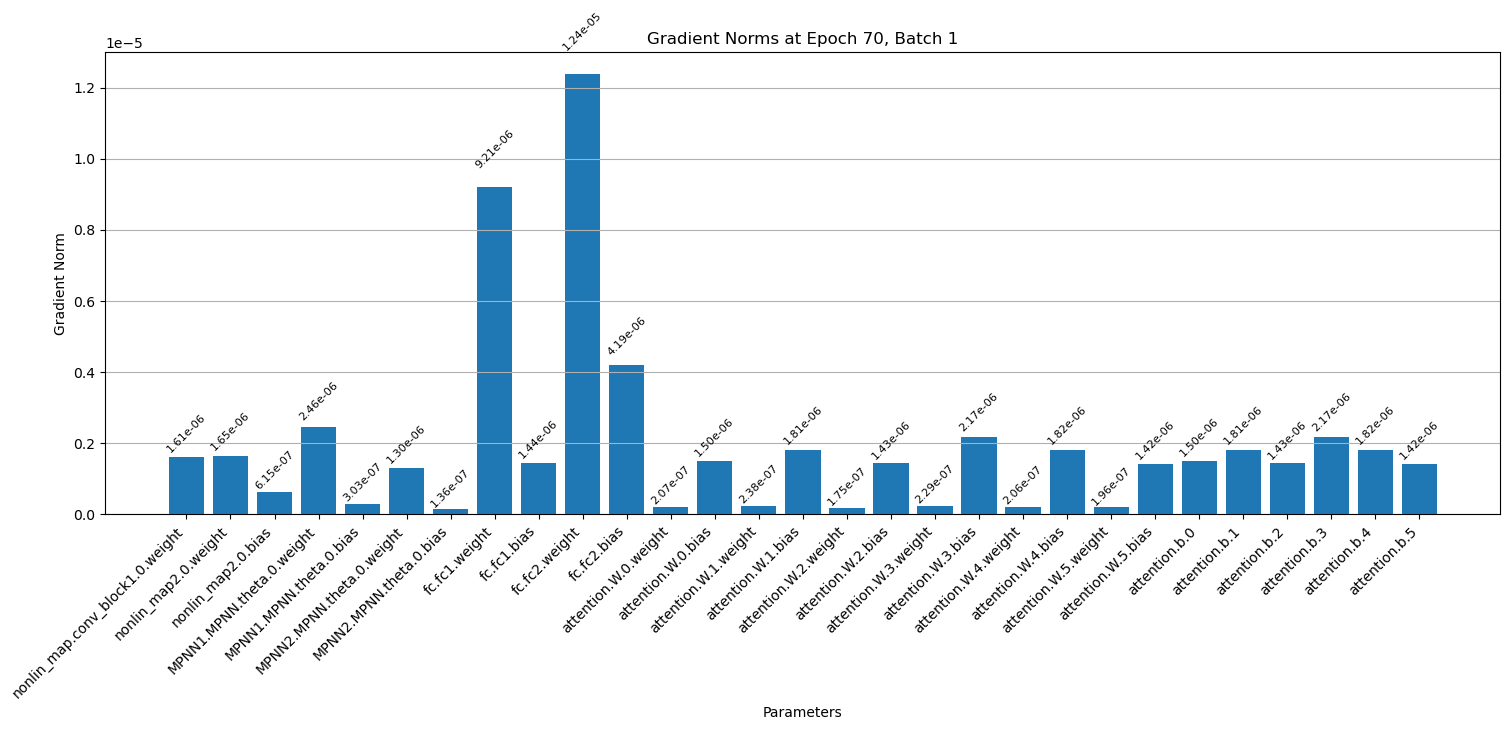 Gradient Norms at Epoch 70, Batch 1
1e−5
1.2
1.0
0.8
0.6
0.4
0.2
0.0
Gradient Norm
1.61e-06
1.65e-06
6.15e-07
2.46e-06
3.03e-07
1.30e-06
1.36e-07
9.21e-06
1.44e-06
1.24e-05
4.19e-06
2.07e-07
1.50e-06
2.38e-07
1.81e-06
1.75e-07
1.43e-06
2.29e-07
2.17e-06
2.06e-07
1.82e-06
1.96e-07
1.42e-06
1.50e-06
1.81e-06
1.43e-06
2.17e-06
1.82e-06
1.42e-06
nonlin_map.conv_block1.0.weight
nonlin_map2.0.weight
nonlin_map2.0.bias
MPNN1.MPNN.theta.0.weight
MPNN1.MPNN.theta.0.bias
MPNN2.MPNN.theta.0.weight
MPNN2.MPNN.theta.0.bias
fc.fc1.weight
fc.fc1.bias
fc.fc2.weight
fc.fc2.bias
attention.W.0.weight
attention.W.0.bias
attention.W.1.weight
attention.W.1.bias
attention.W.2.weight
attention.W.2.bias
attention.W.3.weight
attention.W.3.bias
attention.W.4.weight
attention.W.4.bias
attention.W.5.weight
attention.W.5.bias
attention.b.0
attention.b.1
attention.b.2
attention.b.3
attention.b.4
attention.b.5
Parameters